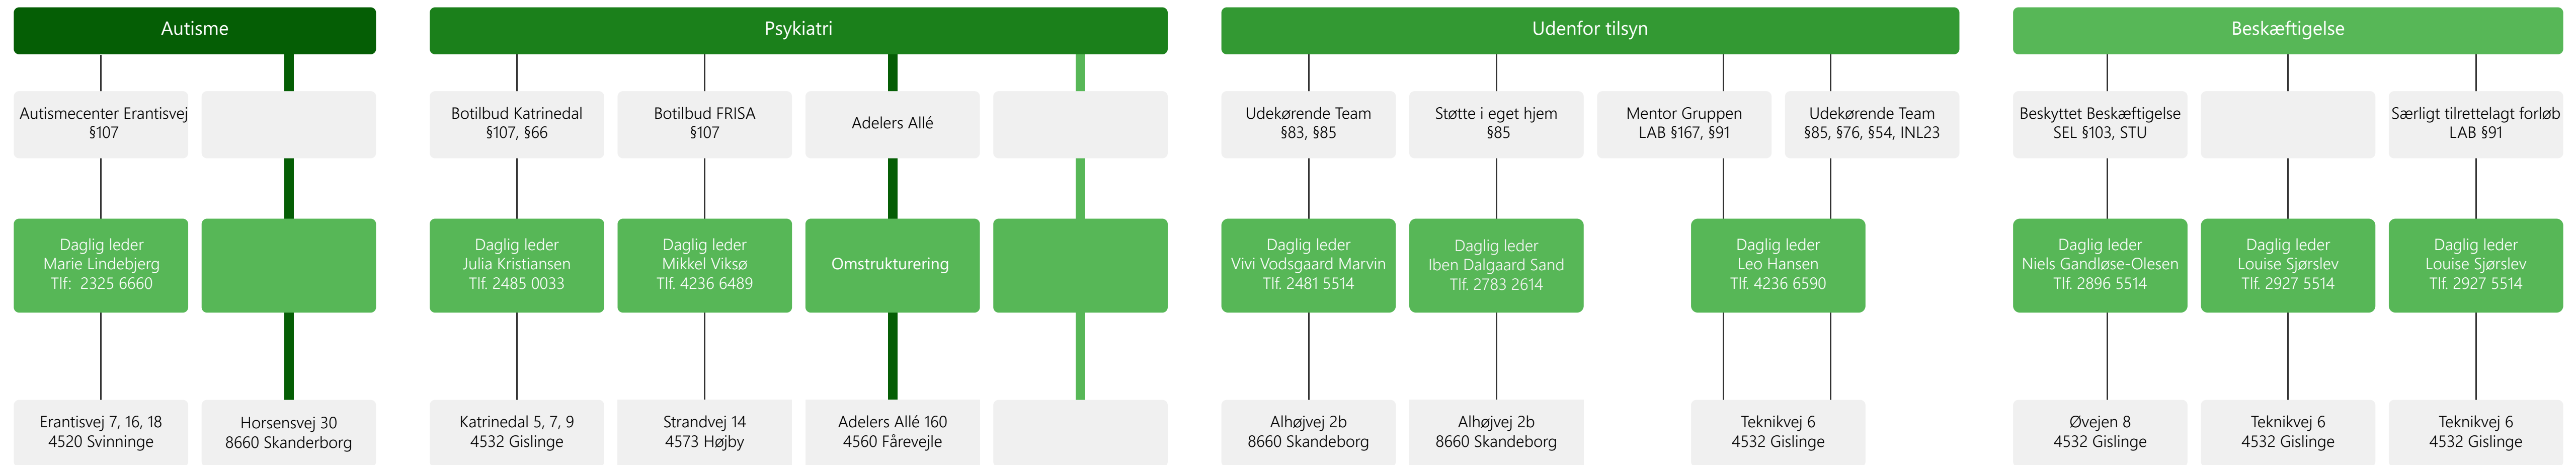 Autisme
Autismecenter Erantisvej
§107
Daglig leder
Marie Lindebjerg
Tlf:  2325 6660
Erantisvej 7, 16, 18
4520 Svinninge
Horsensvej 30
8660 Skanderborg
Psykiatri
Botilbud Katrinedal
§107, §66
Daglig leder
Julia Kristiansen
Tlf. 2485 0033
Katrinedal 5, 7, 9
4532 Gislinge
Botilbud FRISA
§107
Daglig leder
Mikkel Viksø
Tlf. 4236 6489
Strandvej 14
4573 Højby
Adelers Allé
Omstrukturering
Adelers Allé 160
4560 Fårevejle
Udenfor tilsyn
Udekørende Team
§83, §85
Daglig leder
Vivi Vodsgaard Marvin
Tlf. 2481 5514
Alhøjvej 2b
8660 Skandeborg
Støtte i eget hjem
§85
Daglig leder
Iben Dalgaard Sand
Tlf. 2783 2614
Alhøjvej 2b
8660 Skandeborg
Mentor Gruppen
LAB §167, §91
Udekørende Team
§85, §76, §54, INL23
Daglig leder
Leo Hansen
Tlf. 4236 6590
Teknikvej 6
4532 Gislinge
Beskæftigelse
Beskyttet Beskæftigelse
SEL §103, STU
Daglig leder
Niels Gandløse-Olesen
Tlf. 2896 5514
Øvejen 8
4532 Gislinge
Daglig leder
Louise Sjørslev
Tlf. 2927 5514
Teknikvej 6
4532 Gislinge
Særligt tilrettelagt forløb
LAB §91
Daglig leder
Louise Sjørslev
Tlf. 2927 5514
Teknikvej 6
4532 Gislinge